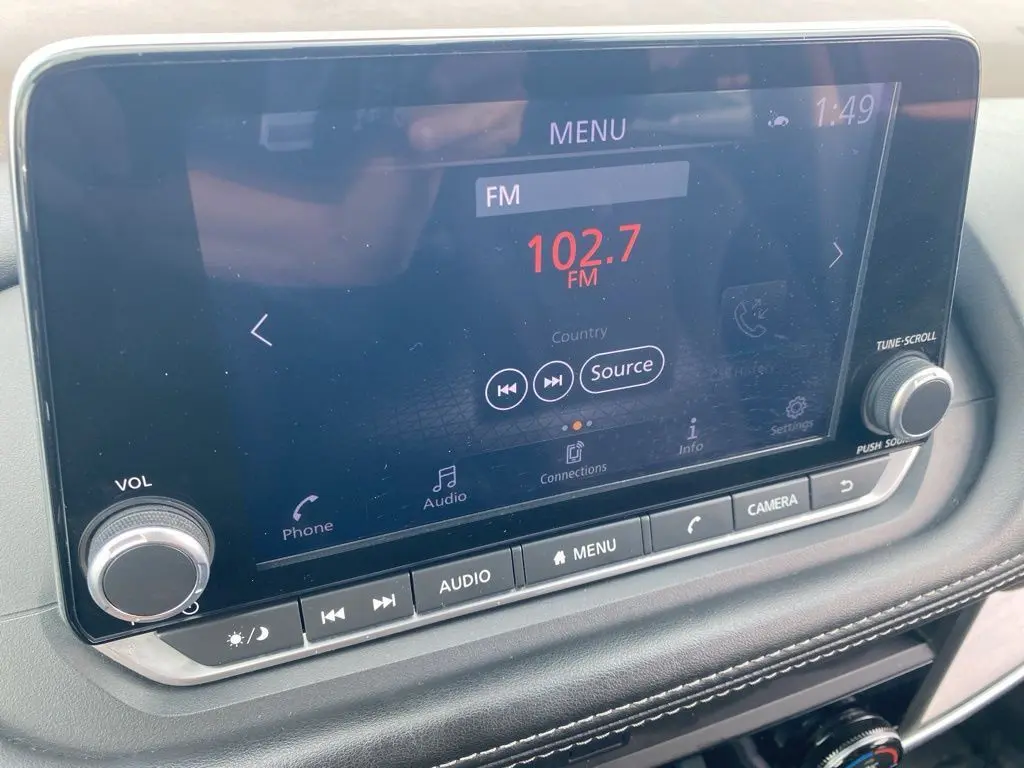 MENU
1:49
FM
102.7
FM
Country
Source
TUNE·SCROLL
Phone
Audio
Connections
Info
Settings
VOL
PUSH
AUDIO
MENU
CAMERA